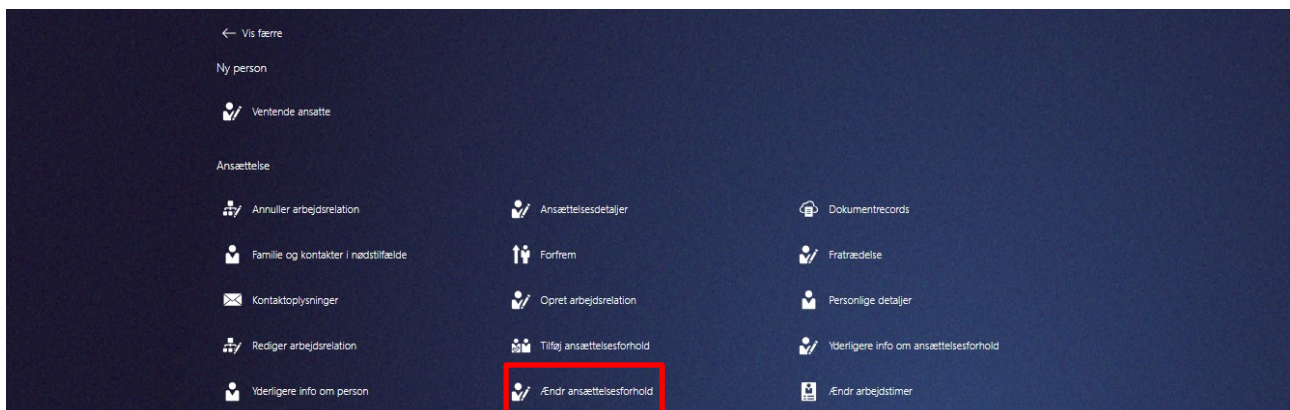 ← Vis færre
Ny person
Ventende ansatte
Ansættelse
Annuller arbejdsrelation
Ansættelsesdetaljer
Dokumentrecords
Familie og kontakter i nødstilfælde
Forfrem
Fratrædelse
Kontaktoplysninger
Opret arbejdsrelation
Personlige detaljer
Rediger arbejdsrelation
Tilføj ansættelsesforhold
Yderligere info om ansættelsesforhold
Yderligere info om person
Ændr ansættelsesforhold
Ændr arbejdstimer